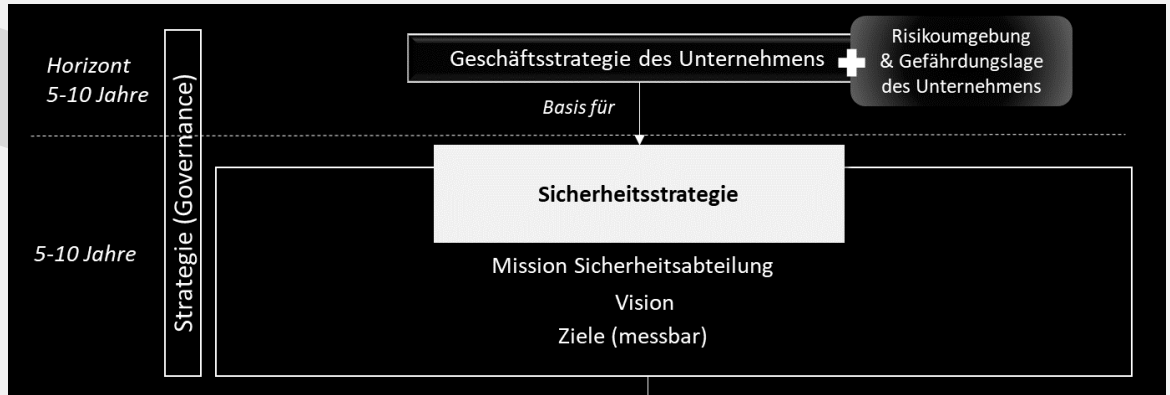 Horizont
5-10 Jahre
Strategie (Governance)
Geschäftsstrategie des Unternehmens
Risikoumgebung
& Gefährdungslage
des Unternehmens
Basis für
Sicherheitsstrategie
5-10 Jahre
Mission Sicherheitsabteilung
Vision
Ziele (messbar)